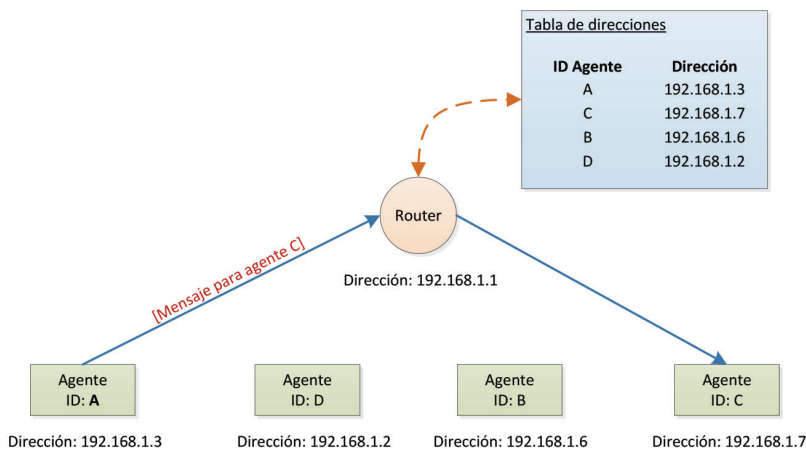 Tabla de direcciones
ID Agente Dirección
A 192.168.1.3
C 192.168.1.7
B 192.168.1.6
D 192.168.1.2
Router
[Mensaje para agente C]
Dirección: 192.168.1.1
Agente
ID: A
Dirección: 192.168.1.3
Agente
ID: D
Dirección: 192.168.1.2
Agente
ID: B
Dirección: 192.168.1.6
Agente
ID: C
Dirección: 192.168.1.7